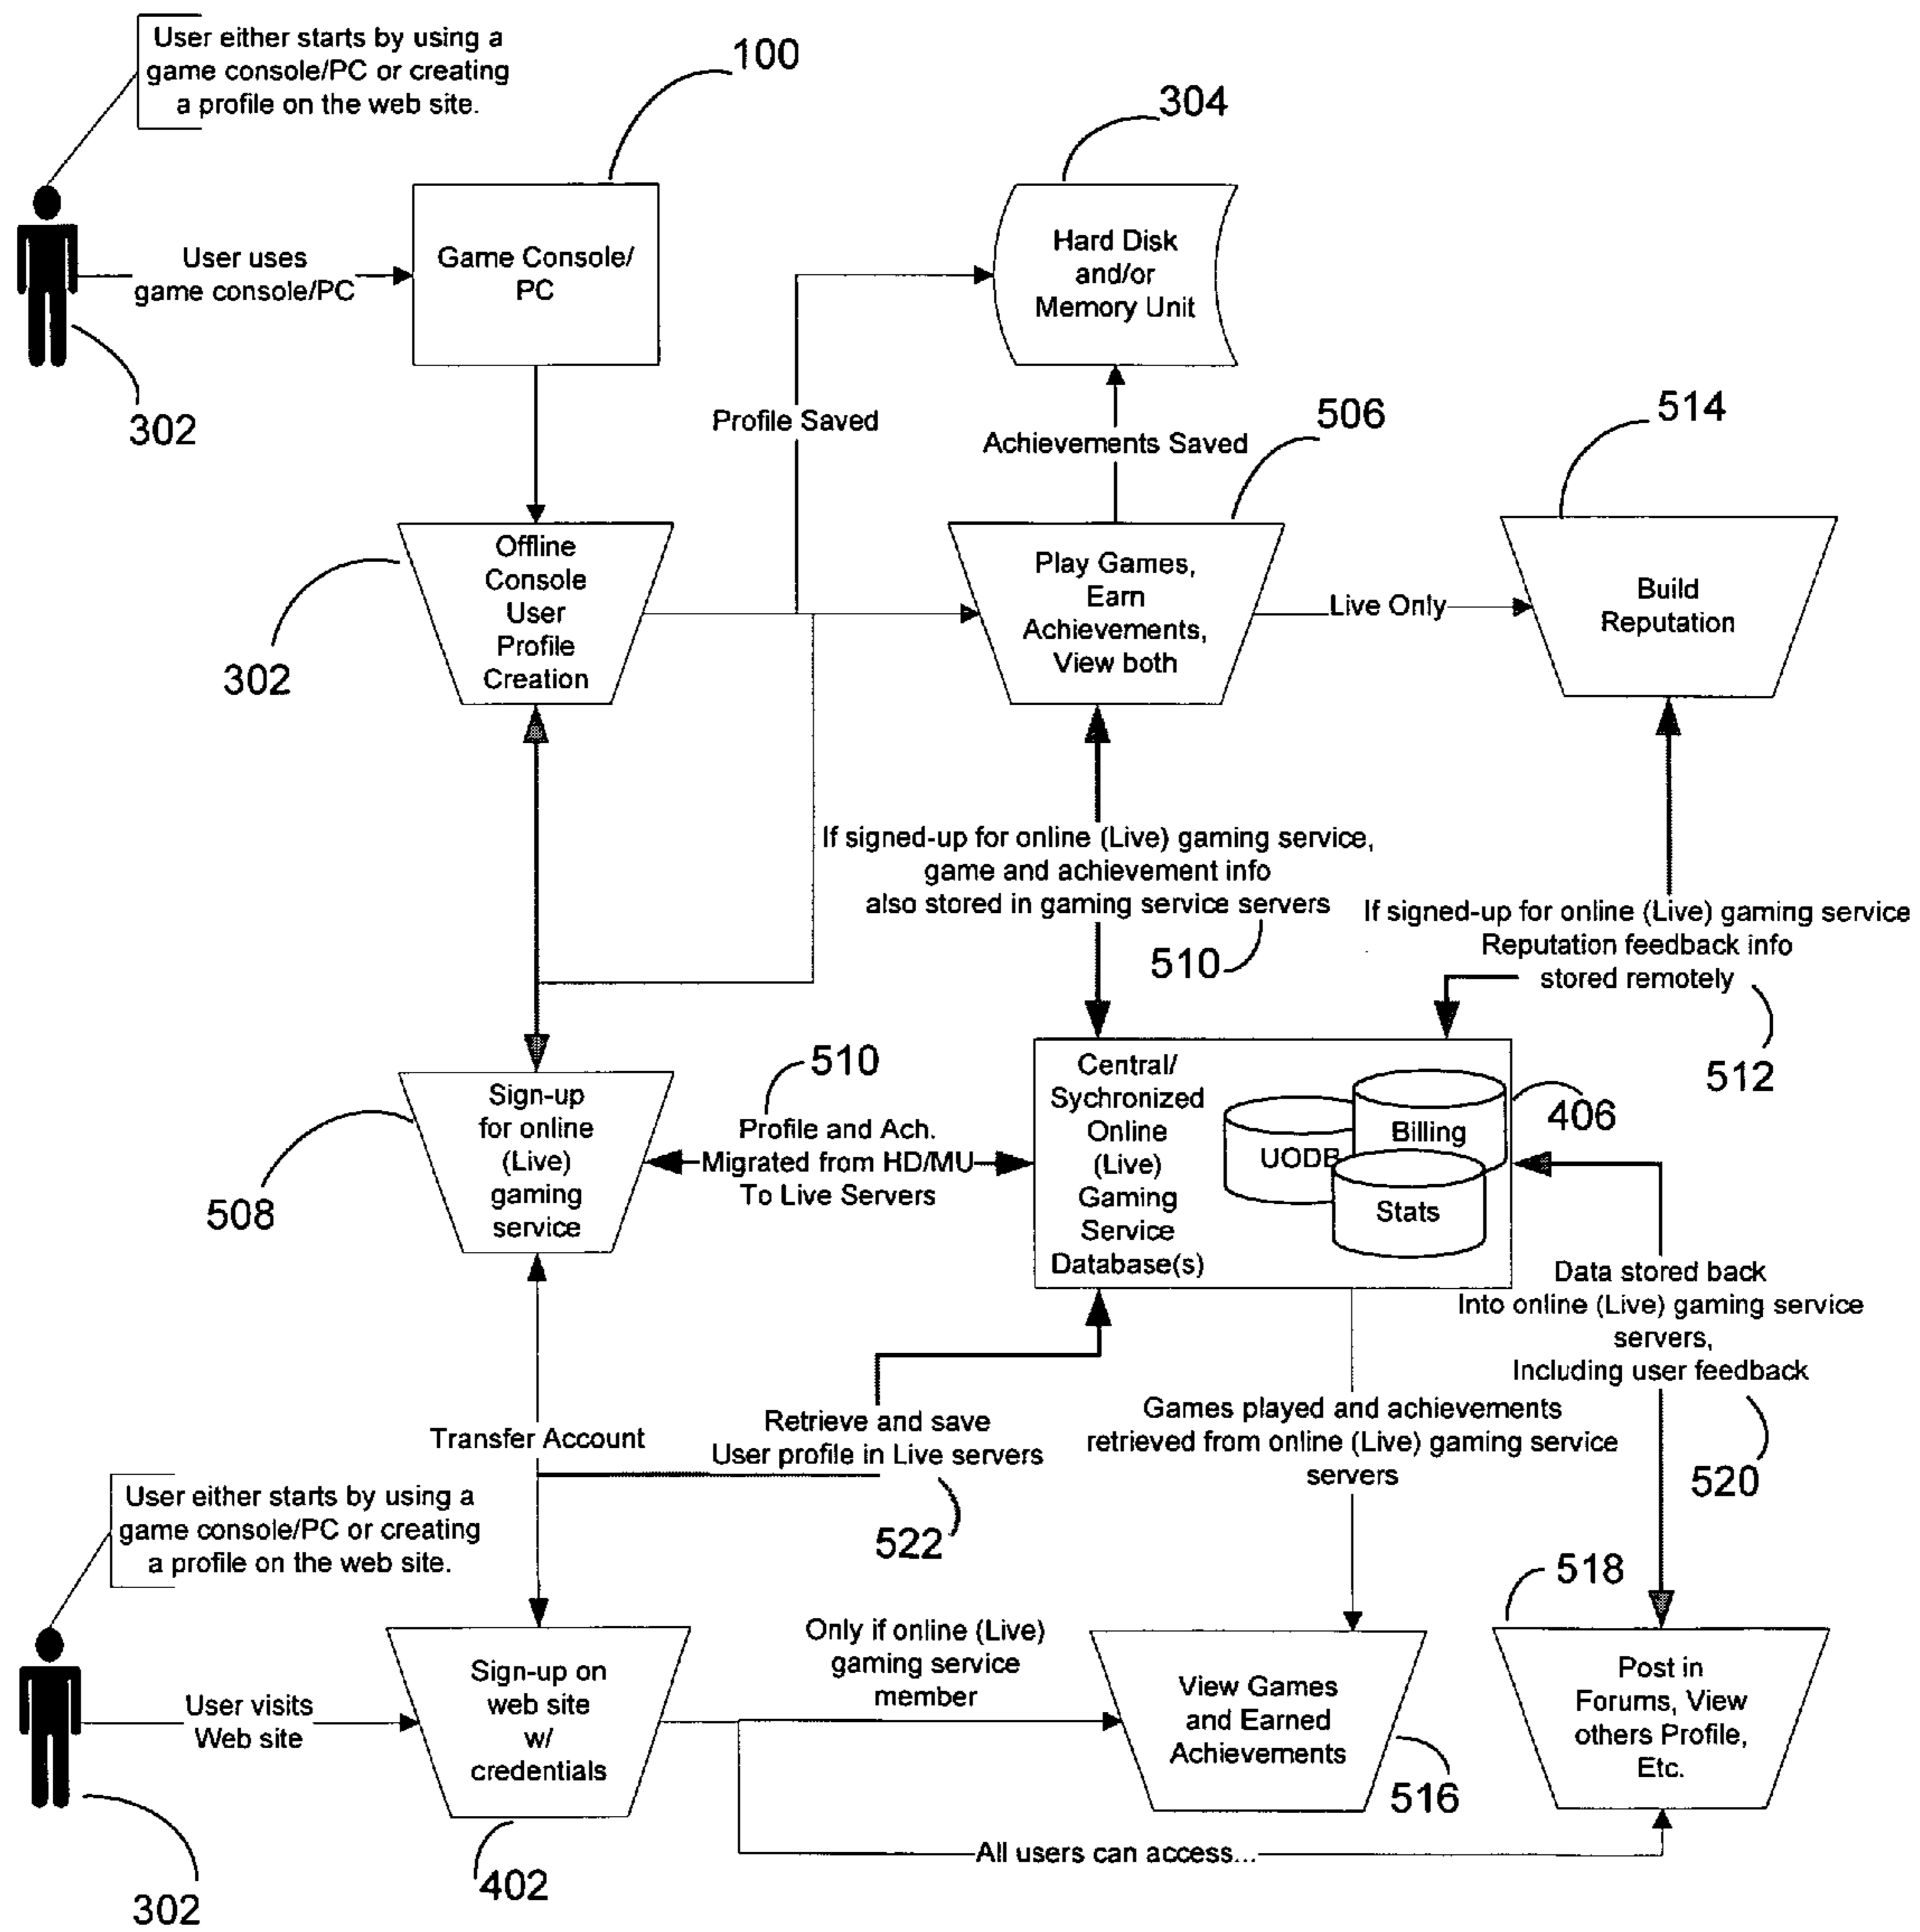 User either starts by using a
game console/PC or creating
a profile on the web site.
100
304
User uses
game console/PC
Game Console/
PC
Hard Disk
and/or
Memory Unit
302
Profile Saved
Achievements Saved
506
514
Offline
Console
User
Profile
Creation
302
Play Games,
Earn
Achievements,
View both
Live Only
Build
Reputation
If signed-up for online (Live) gaming service,
game and achievement info
also stored in gaming service servers
510
If signed-up for online (Live) gaming service
Reputation feedback info
stored remotely
512
Sign-up
for online
(Live)
gaming
service
508
510
Profile and Ach.
Migrated from HD/MU
To Live Servers
Central/
Sychronized
Online
(Live)
Gaming
Service
Database(s)
UODB
Billing
Stats
406
Data stored back
Into online (Live) gaming service
servers,
Including user feedback
520
Transfer Account
Retrieve and save
User profile in Live servers
522
Games played and achievements
retrieved from online (Live) gaming service
servers
User either starts by using a
game console/PC or creating
a profile on the web site.
User visits
Web site
302
Sign-up on
web site
w/
credentials
402
Only if online (Live)
gaming service
member
View Games
and Earned
Achievements
516
518
Post in
Forums, View
others Profile,
Etc.
All users can access...